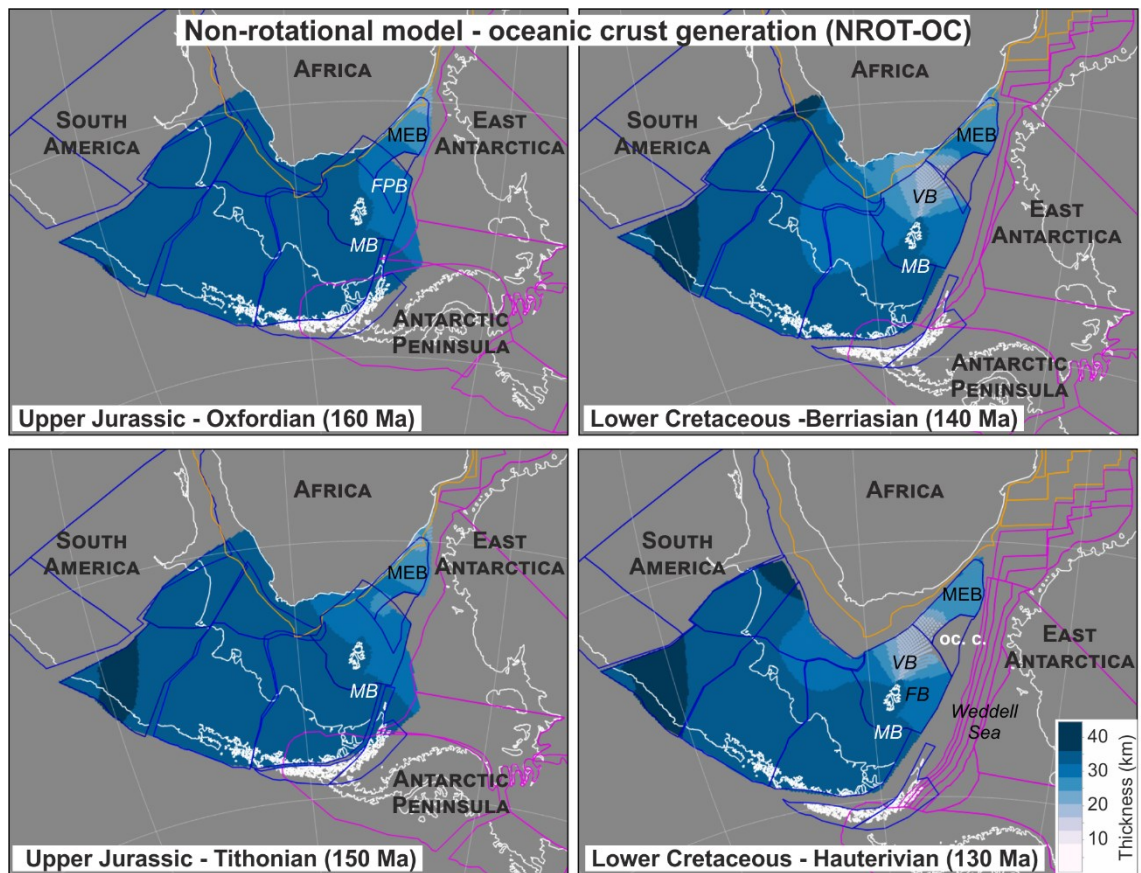 Non-rotational model - oceanic crust generation (NROT-OC)
AFRICA
SOUTH
AMERICA
EAST
ANTARCTICA
MEB
FPB
MB
ANTARCTIC
PENINSULA
Upper Jurassic - Oxfordian (160 Ma)
AFRICA
SOUTH
AMERICA
MEB
VB
EAST
ANTARCTICA
MB
ANTARCTIC
PENINSULA
Lower Cretaceous -Berriasian (140 Ma)
AFRICA
SOUTH
AMERICA
EAST
ANTARCTICA
MEB
MB
ANTARCTIC
PENINSULA
Upper Jurassic - Tithonian (150 Ma)
AFRICA
SOUTH
AMERICA
MEB
oc. c.
EAST
ANTARCTICA
VB
FB
MB
Weddell
Sea
40
30
20
10
Thickness (km)
Lower Cretaceous - Hauterivian (130 Ma)